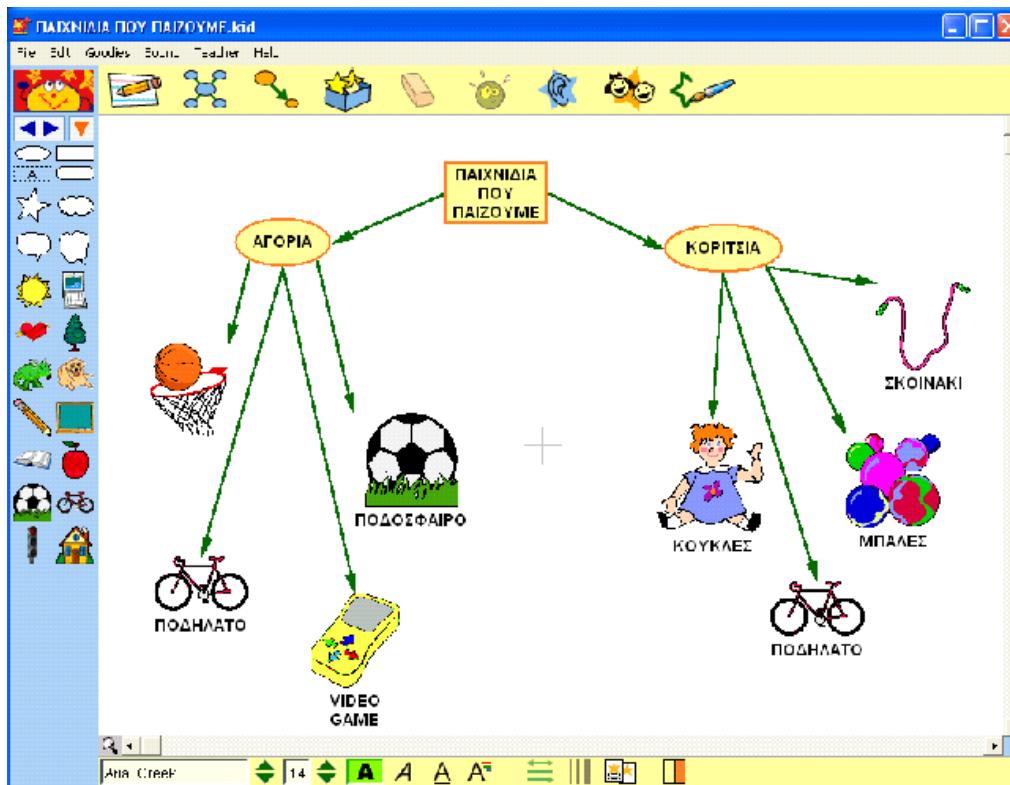 ΠΑΙΧΝΙΔΙΑ ΠΟΥ ΠΑΙΖΟΥΜΕ.kid
File Edit Goodies Sound Teacher Help
A
ΠΑΙΧΝΙΔΙΑ
ΠΟΥ
ΠΑΙΖΟΥΜΕ
ΑΓΟΡΙΑ
ΚΟΡΙΤΣΙΑ
ΣΚΟΙΝΑΚΙ
ΠΟΔΟΣΦΑΙΡΟ
ΚΟΥΚΛΕΣ
ΜΠΑΛΕΣ
ΠΟΔΗΛΑΤΟ
ΠΟΔΗΛΑΤΟ
VIDEO
GAME
Arial Greek 14 A A A A